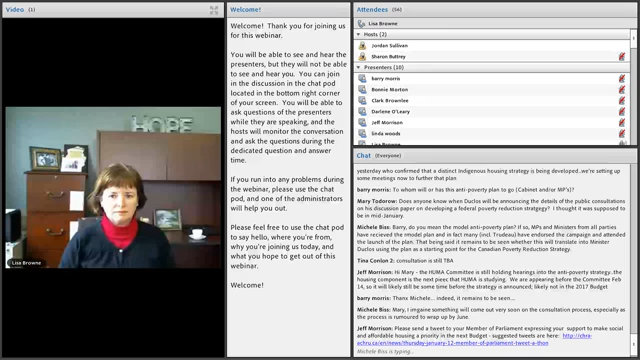 Video (1)
HOPE
Lisa Browne
Welcome!
Welcome!  Thank you for joining us
for this webinar.
You will be able to see and hear the
presenters, but they will not be able
to see and hear you.  You can join
in the discussion in the chat pod
located in the bottom right corner
of your screen.  You will be able to
ask questions of the presenters
while they are speaking, and the
hosts will monitor the conversation
and ask the questions during the
dedicated question and answer
time.
If you run into any problems during
the webinar, please use the chat
pod, and one of the administrators
will help you out.
Please feel free to use the chat pod
to say hello, where you're from,
why you're joining us today, and
what you hope to get out of this
webinar.
Welcome!
Attendees (56)
Lisa Browne
Hosts (2)
Jordan Sullivan
Sharon Buttrey
Presenters (10)
barry morris
Bonnie Morton
Clark Brownlee
Darlene O'Leary
Jeff Morrison
linda woods
Lisa Browne
Chat (Everyone)
yesterday who confirmed that a distinct Indigenous housing strategy is being developed..we're setting up
some meetings now to further that plan
barry morris: To whom will or has this anti-poverty plan to go (Cabinet and/or MP's)?
Mary Todorow: Does anyone know when Duclos will be announcing the details of the public consultations
on his discussion paper on developing a federal poverty reduction strategy?  I thought it was supposed to be
in mid-January.
Michele Biss: Barry, do you mean the model anti-poverty plan? If so, MPs and Ministers from all
Parties have recieved the mmodel plan and in fact many (incl. Trudeau) have endorsed the campaign and attended
the launch of the plan. That being said it remains to be seen whether this will translate into Minister
Duclos using the plan as a starting point for the Canadian Poverty Reduction Strategy.
Tina Conlon 2: consultation is still TBA
Jeff Morrison: Hi Mary - the HUMA Committee is still holding hearings into the anti-poverty strategy..the
housing component is the next piece that HUMA is studying.  We are appearing before the Committee Feb
14, so it will likely still be some time before the strategy is announced; likely not in the 2017 Budget
barry morris: Thanx Michele... indeed, it remains to be seen...
Michele Biss: Mary, I imgaine something will come out very soon on the consultation process, especially as
the process is rumoured to wrap up by June.
Jeff Morrison: Please send a tweet to your Member of Parliament expressing your support to make social
and affordable housing a priority in the next Budget - suggested tweets are here:  http://chra-
achru.ca/en/news/thursday-january-12-member-of-parliament-tweet-a-thon
Michele Biss is typing...